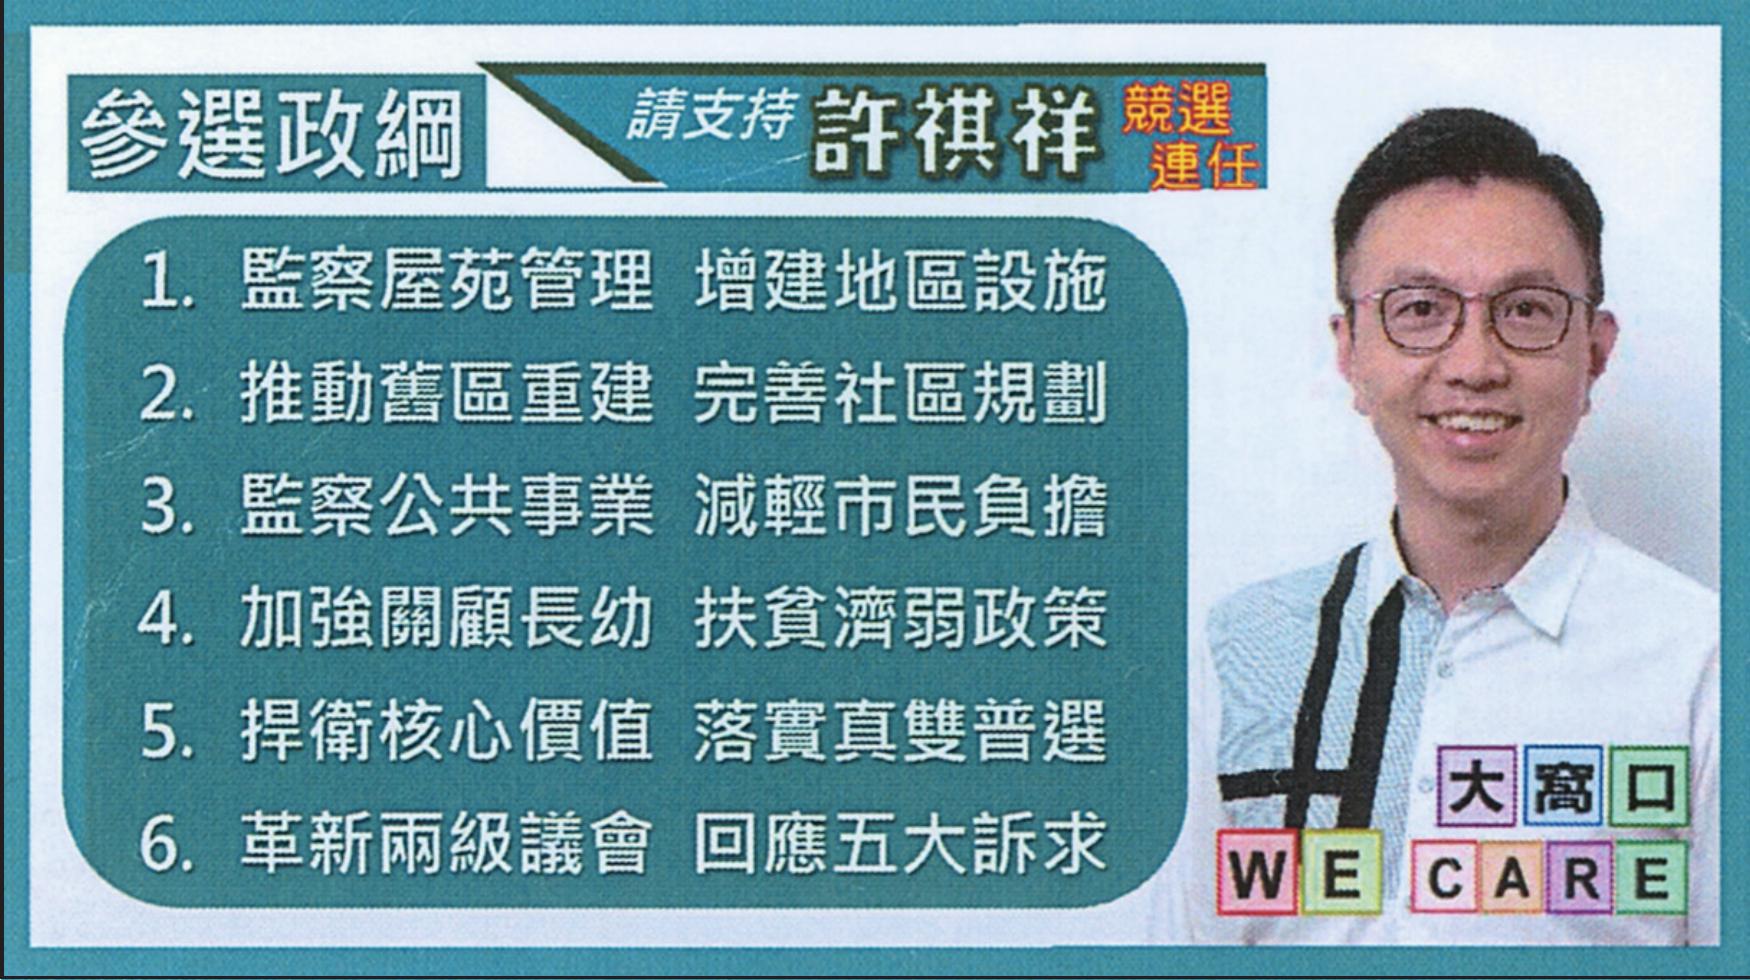 參選政綱
請支持 許祺祥 競選連任
1. 監察屋苑管理 增建地區設施
2. 推動舊區重建 完善社區規劃
3. 監察公共事業 減輕市民負擔
4. 加強關顧長幼 扶貧濟弱政策
5. 捍衛核心價值 落實真雙普選
6. 革新兩級議會 回應五大訴求
大窩口
WE CARE